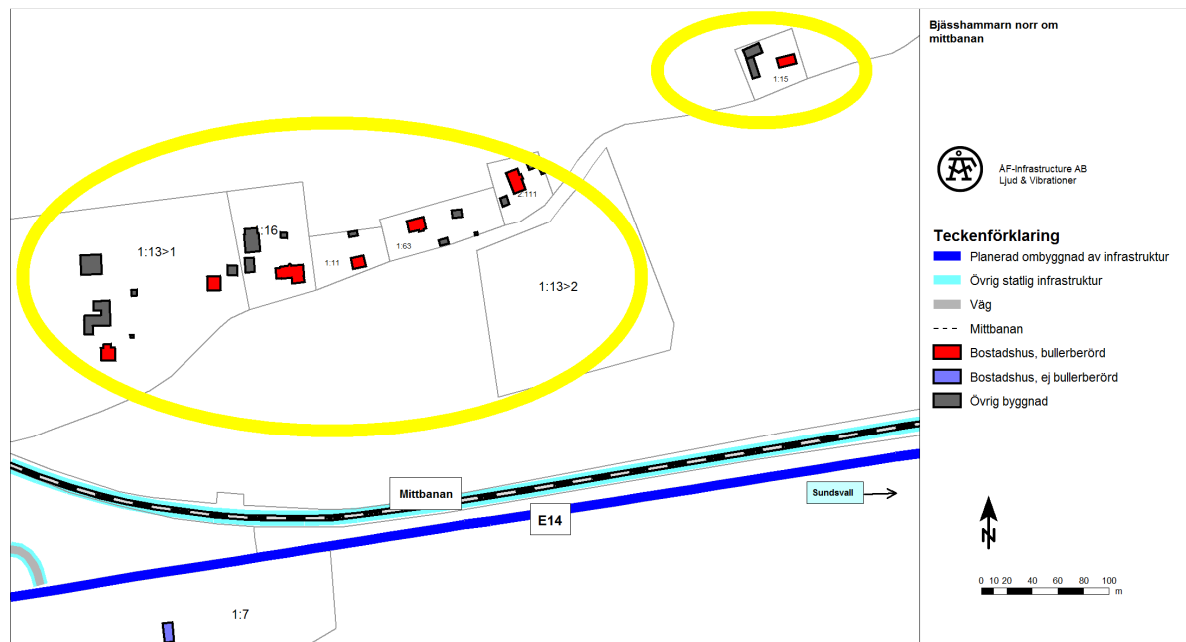 Bjässhammarn norr om
mittbanan
1:15
ÅF
ÅF-Infrastructure AB
Ljud & Vibrationer
2:111
1:16
1:13>1
1:63
1:11
1:13>2
Teckenförklaring
Planerad ombyggnad av infrastruktur
Övrig statlig infrastruktur
Väg
Mittbanan
Bostadshus, bullerberörd
Bostadshus, ej bullerberörd
Övrig byggnad
Mittbanan
Sundsvall
E14
N
0 10 20 40 60 80 100
m
1:7